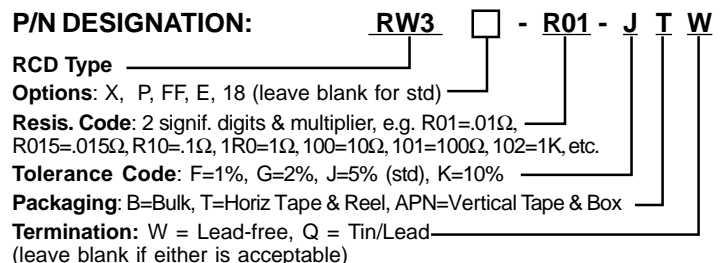 P/N DESIGNATION: RW3 □ - R01 - J T W
RCD Type
Options: X, P, FF, E, 18 (leave blank for std)
Resis. Code: 2 signif. digits & multiplier, e.g. R01=.01Ω,
R015=.015Ω, R10=.1Ω, 1R0=1Ω, 100=10Ω, 101=100Ω, 102=1K, etc.
Tolerance Code: F=1%, G=2%, J=5% (std), K=10%
Packaging: B=Bulk, T=Horiz Tape & Reel, APN=Vertical Tape & Box
Termination: W = Lead-free, Q = Tin/Lead
(leave blank if either is acceptable)